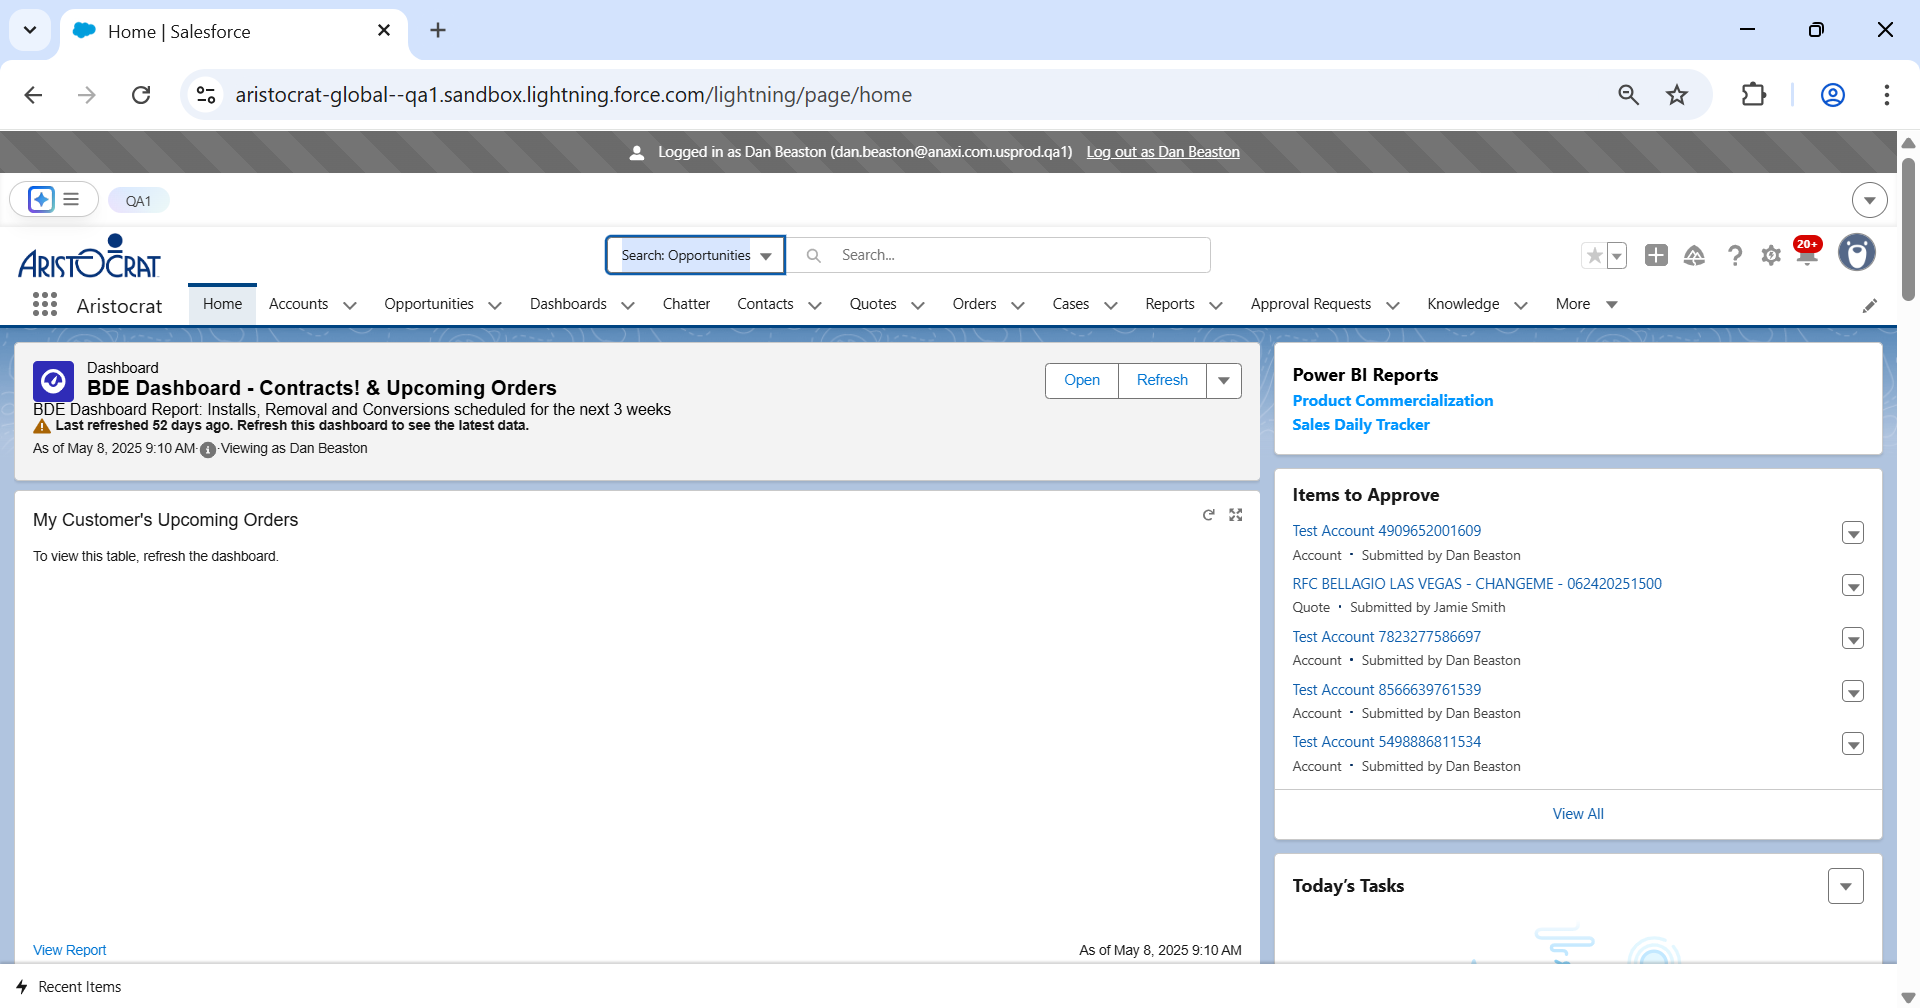 Home | Salesforce
aristocrat-global--qa1.sandbox.lightning.force.com/lightning/page/home
Logged in as Dan Beaston (dan.beaston@anaxi.com.usprod.qa1) Log out as Dan Beaston
QA1
ARISTOCRAT
Search: Opportunities
Search...
20+
Aristocrat
Home
Accounts
Opportunities
Dashboards
Chatter
Contacts
Quotes
Orders
Cases
Reports
Approval Requests
Knowledge
More
Dashboard
BDE Dashboard - Contracts! & Upcoming Orders
BDE Dashboard Report: Installs, Removal and Conversions scheduled for the next 3 weeks
Last refreshed 52 days ago. Refresh this dashboard to see the latest data.
As of May 8, 2025 9:10 AM·Viewing as Dan Beaston
Open
Refresh
My Customer's Upcoming Orders
To view this table, refresh the dashboard.
View Report
As of May 8, 2025 9:10 AM
Power BI Reports
Product Commercialization
Sales Daily Tracker
Items to Approve
Test Account 4909652001609
Account • Submitted by Dan Beaston
RFC BELLAGIO LAS VEGAS - CHANGEME - 062420251500
Quote • Submitted by Jamie Smith
Test Account 7823277586697
Account • Submitted by Dan Beaston
Test Account 8566639761539
Account • Submitted by Dan Beaston
Test Account 5498886811534
Account • Submitted by Dan Beaston
View All
Today's Tasks
Recent Items